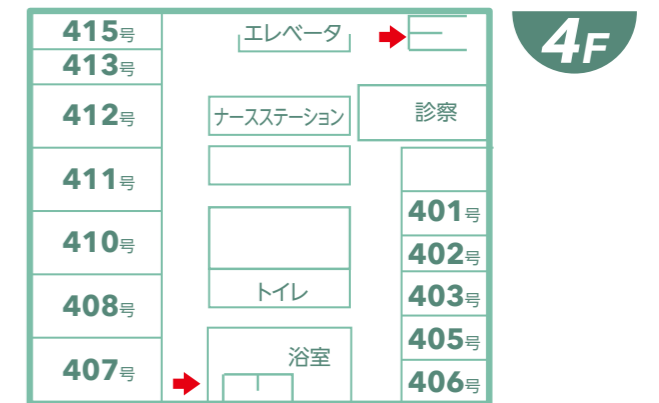 4F
415号
エレベータ
413号
412号
ナースステーション
診察
411号
401号
410号
402号
トイレ
403号
408号
405号
浴室
407号
406号